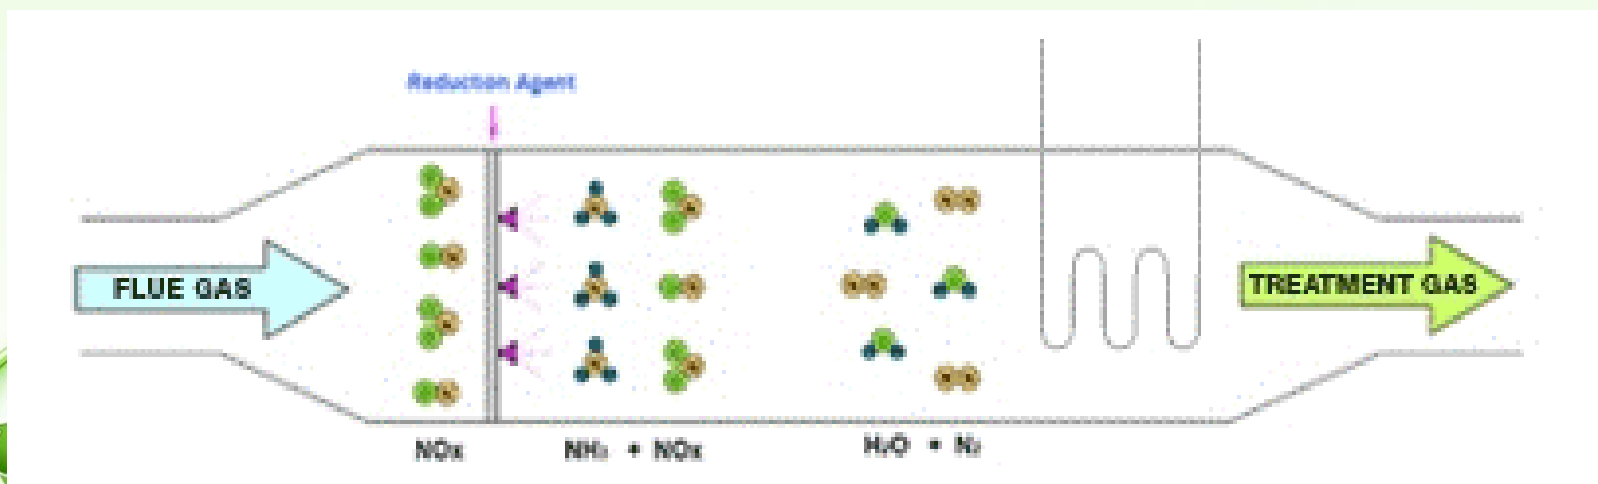 Reduction Agent
FLUE GAS
TREATMENT GAS
NOx
NH₃ + NOx
H₂O + N₂